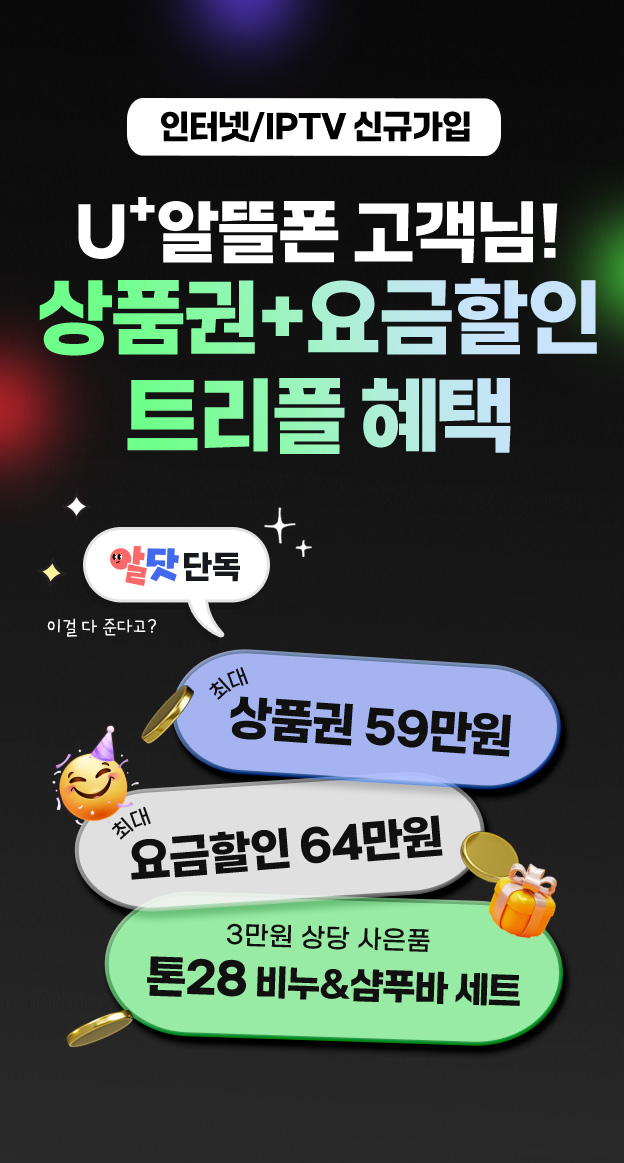 인터넷/IPTV 신규가입
U⁺알뜰폰 고객님!
상품권+요금할인
트리플 혜택
알닷 단독
이걸 다 준다고?
최대
상품권 59만원
최대
요금할인 64만원
3만원 상당 사은품
톤28 비누&샴푸바 세트